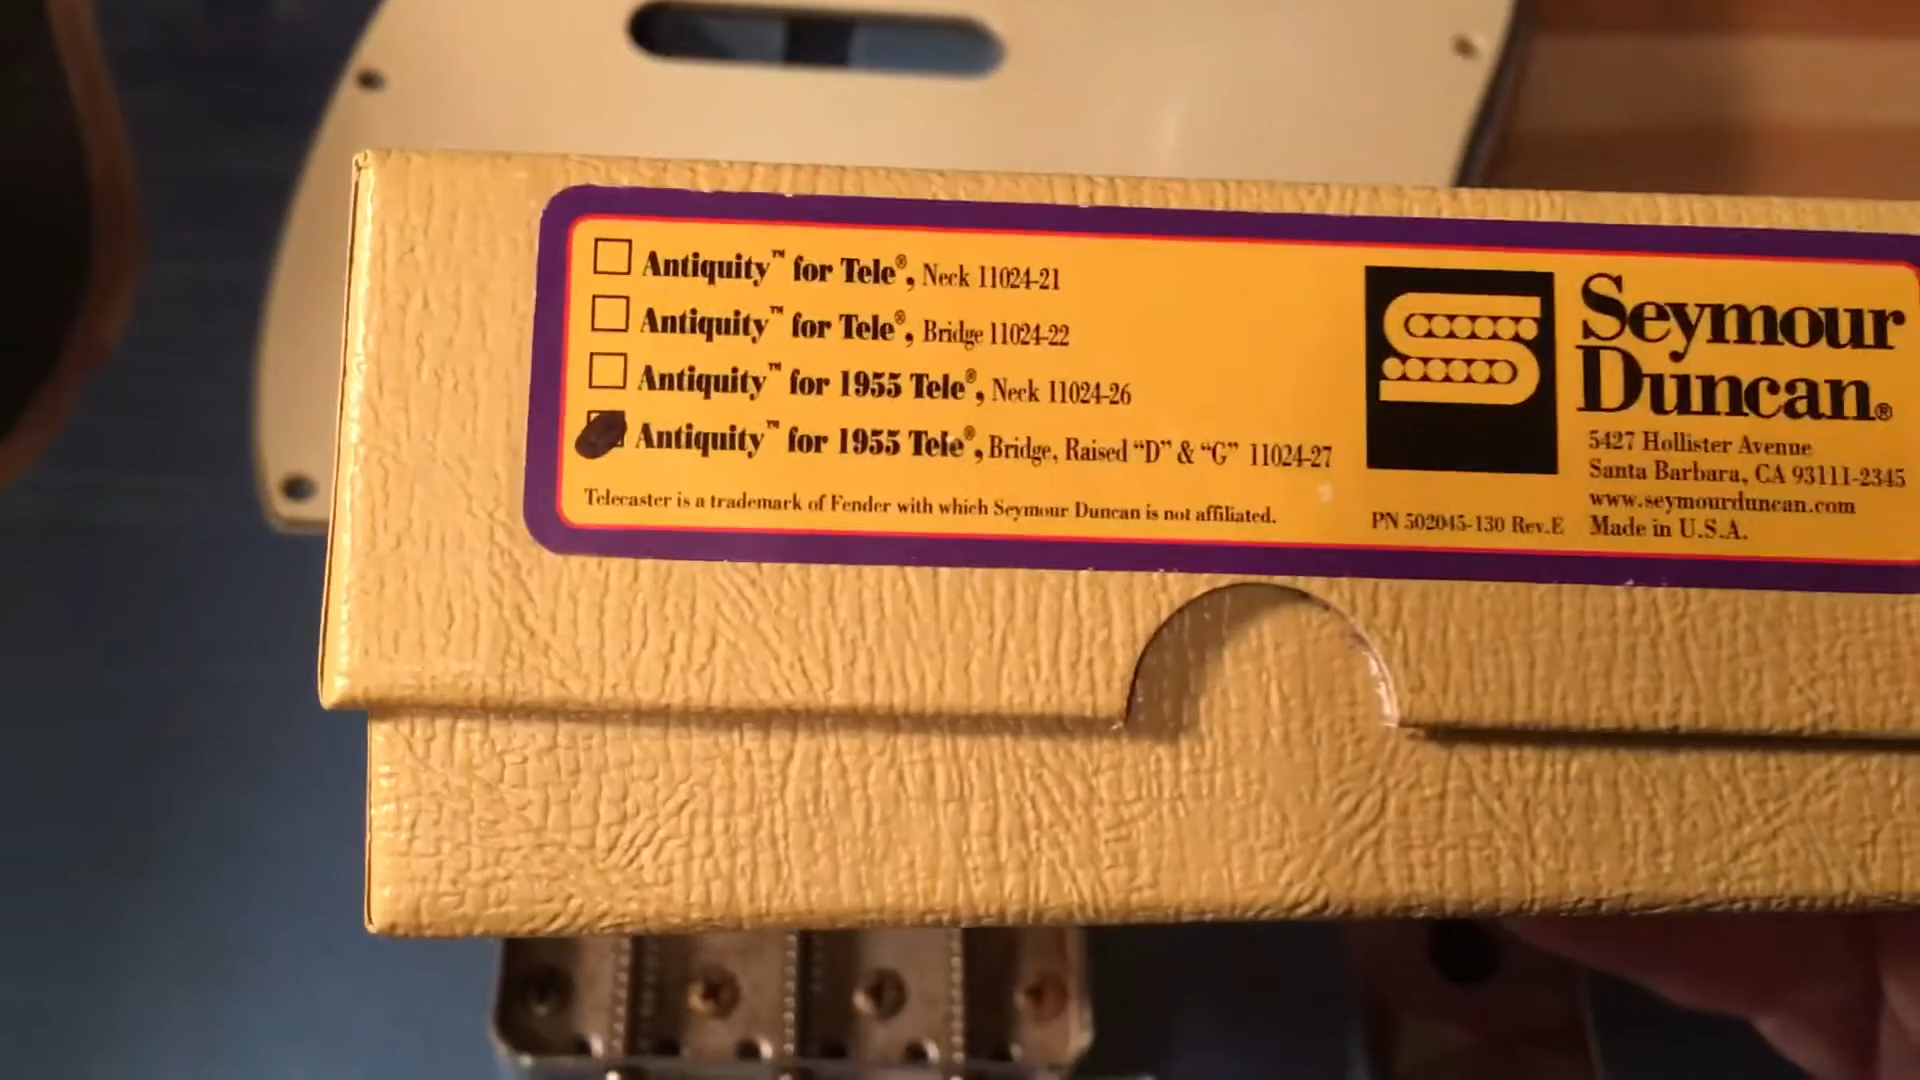 Antiquity™ for Tele®, Neck 11024-21
Antiquity™ for Tele®, Bridge 11024-22
Antiquity™ for 1955 Tele®, Neck 11024-26
Antiquity™ for 1955 Tele®, Bridge, Raised “D” & “G” 11024-27
Telecaster is a trademark of Fender with which Seymour Duncan is not affiliated.
PN 502045-130 Rev.E
Seymour
Duncan®
5427 Hollister Avenue
Santa Barbara, CA 93111-2345
www.seymourduncan.com
Made in U.S.A.